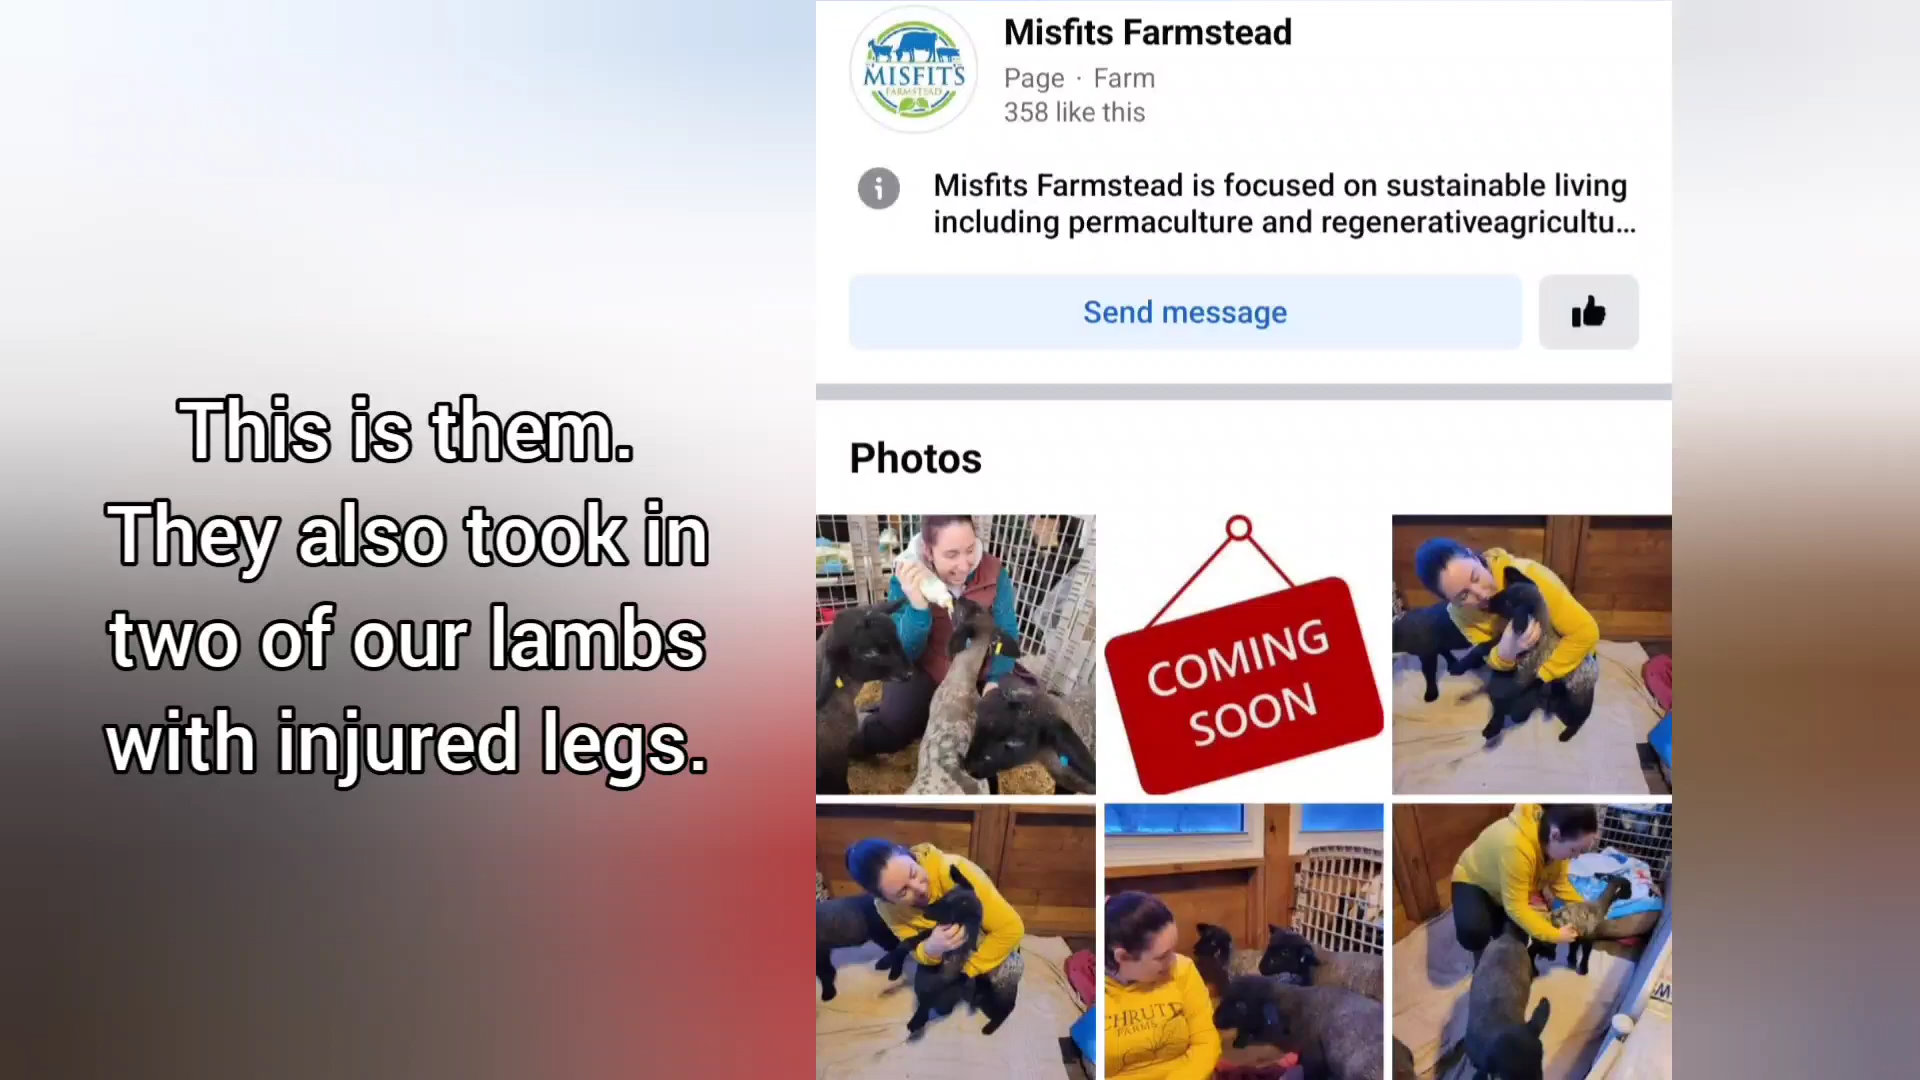 This is them.
They also took in
two of our lambs
with injured legs.
MISFITS
FARMSTEAD
Misfits Farmstead
Page · Farm
358 like this
Misfits Farmstead is focused on sustainable living
including permaculture and regenerativeagricultu...
Send message
Photos
COMING
SOON
CHRUTE
FARMS